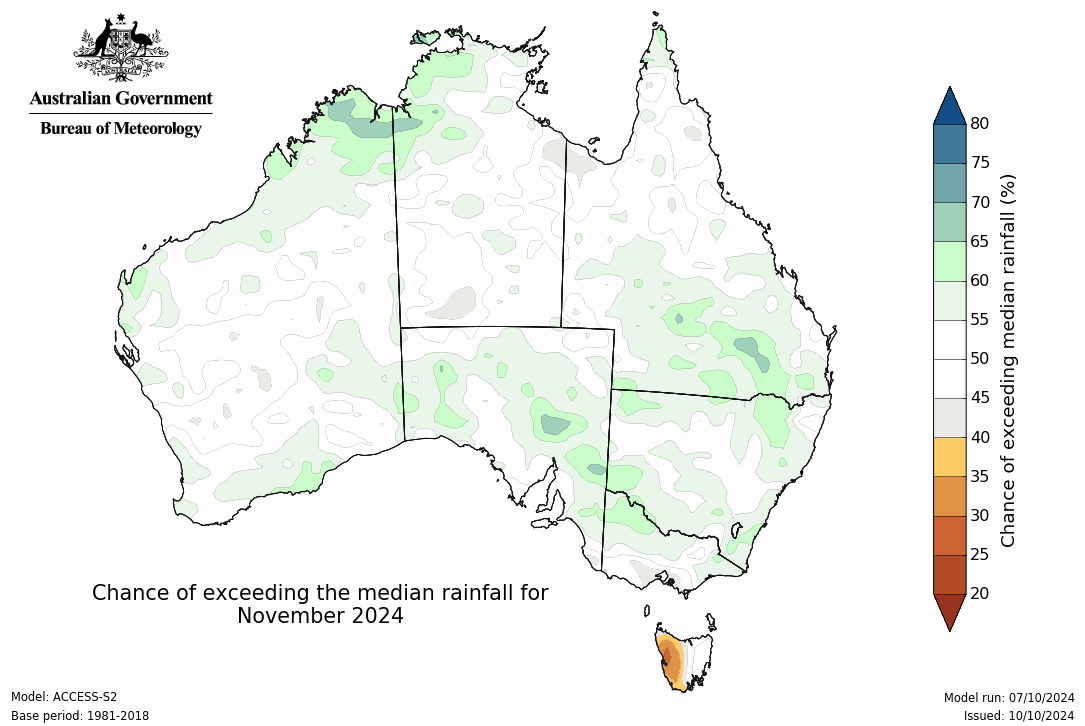 Australian Government
Bureau of Meteorology
80
75
70
65
60
55
50
45
40
35
30
25
20
Chance of exceeding median rainfall (%)
Chance of exceeding the median rainfall for
November 2024
Model: ACCESS-S2
Base period: 1981-2018
Model run: 07/10/2024
Issued: 10/10/2024